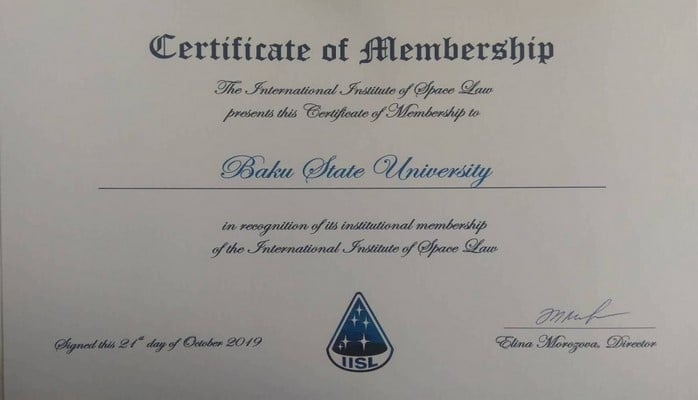 Certificate of Membership
The International Institute of Space Law
presents this Certificate of Membership to
Baku State University
in recognition of its institutional membership
of the International Institute of Space Law
Signed this 21st day of October 2019
IISL
Elina Morozova, Director